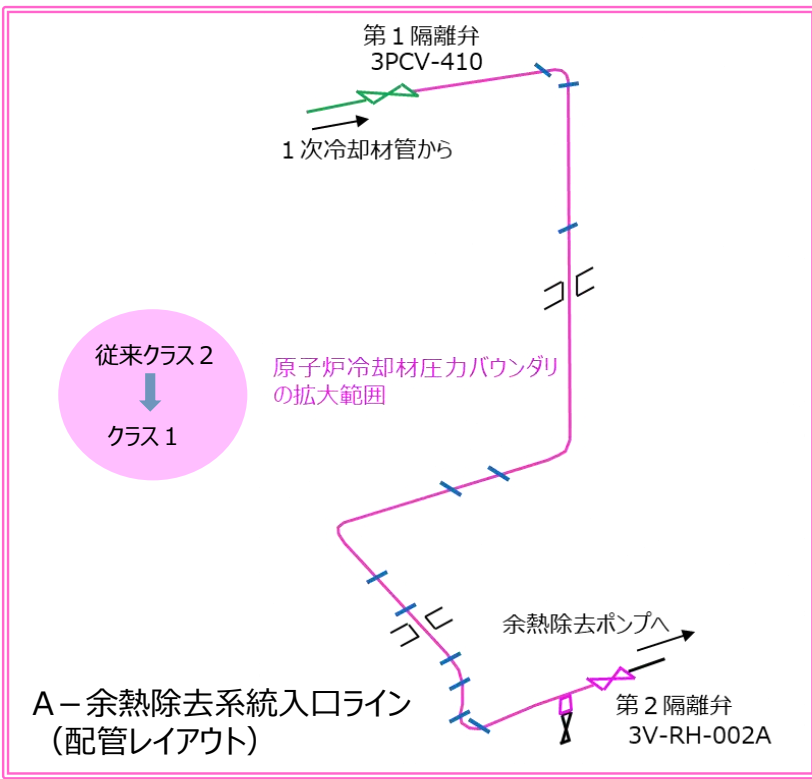 第１隔離弁
3PCV-410
１次冷却材管から
従来クラス２
クラス１
原子炉冷却材圧力バウンダリ
の拡大範囲
余熱除去ポンプへ
第２隔離弁
3V-RH-002A
A－余熱除去系統入口ライン
（配管レイアウト）